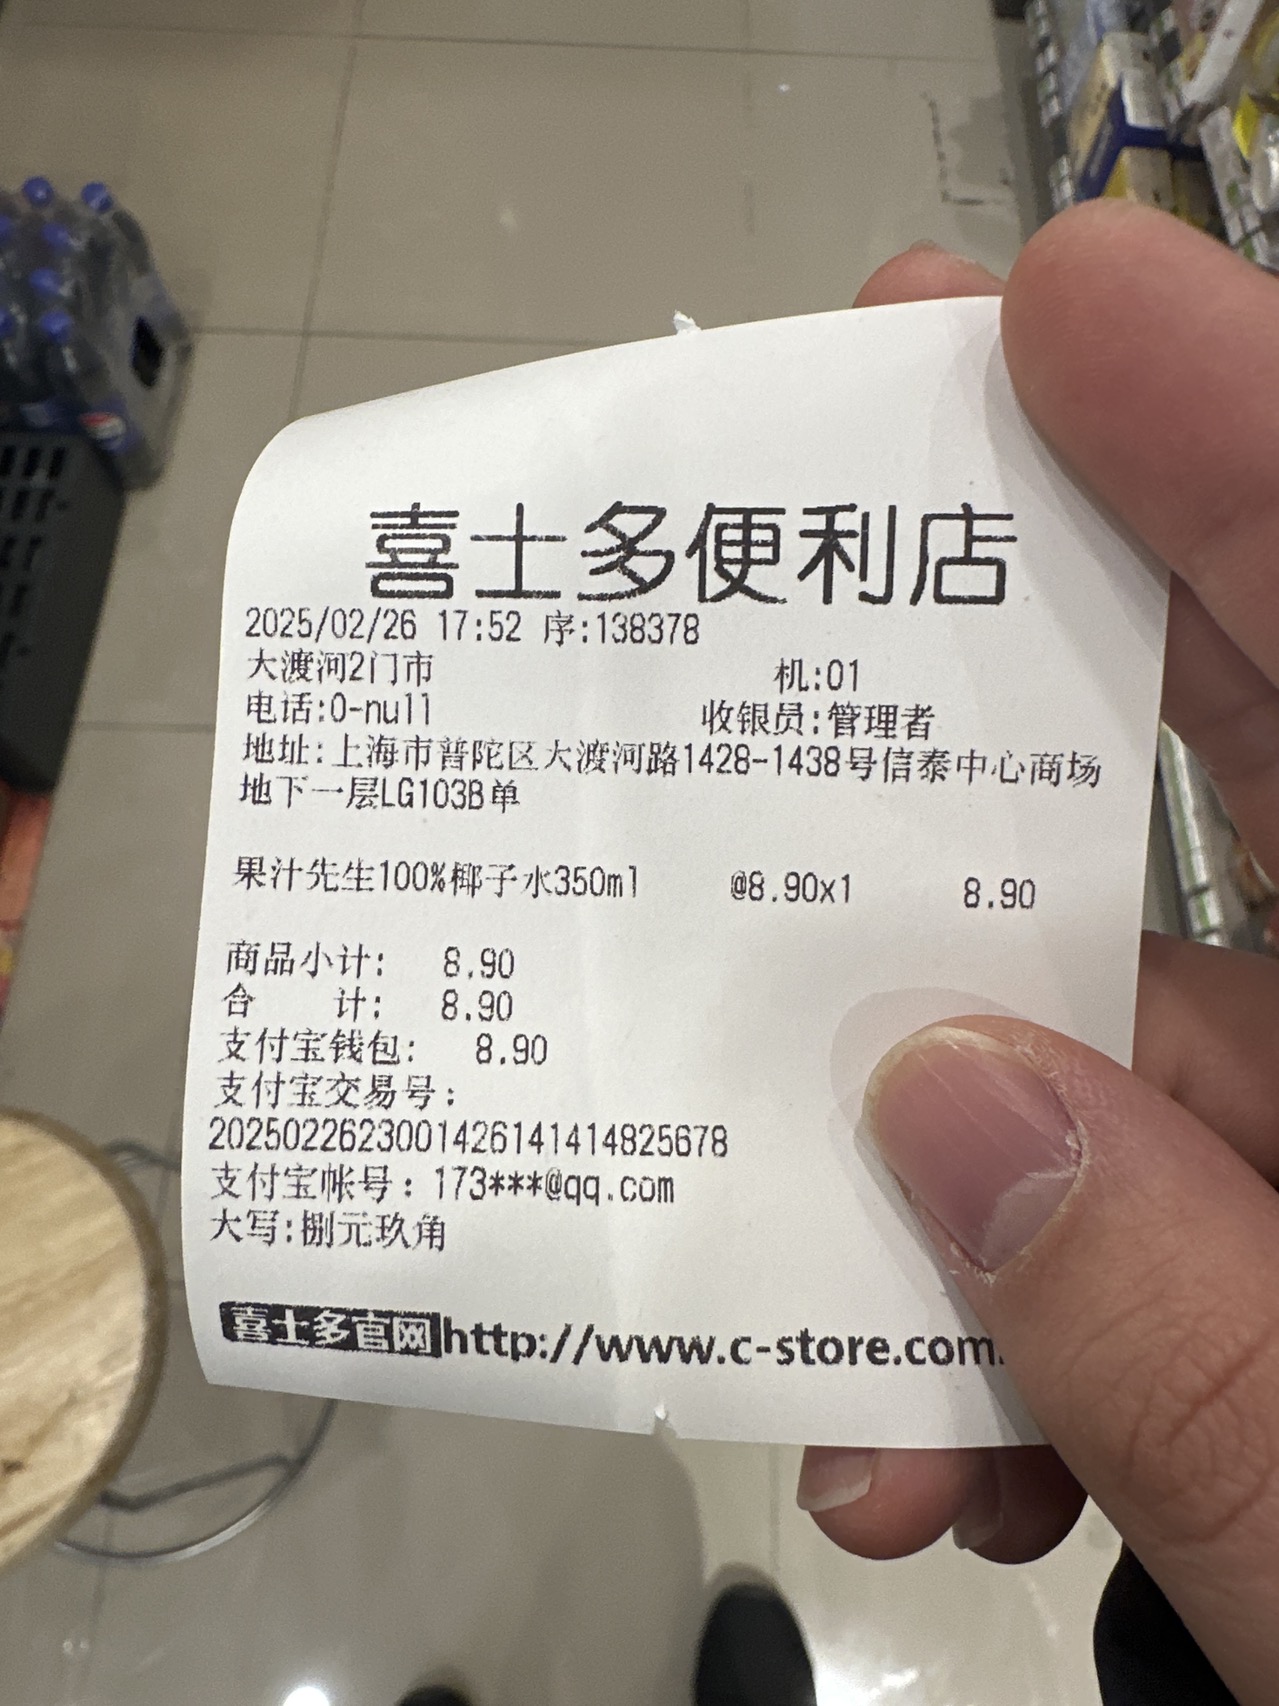 喜士多便利店
2025/02/26 17:52 序:138378
大渡河2门市 机:01
电话:0-null 收银员:管理者
地址:上海市普陀区大渡河路1428-1438号信泰中心商场
地下一层LG103B单
果汁先生100%椰子水350ml @8.90x1 8.90
商品小计: 8.90
合 计: 8.90
支付宝钱包: 8.90
支付宝交易号:
2025022623001426141414825678
支付宝帐号:173***@qq.com
大写:捌元玖角
喜士多官网http://www.c-store.com.